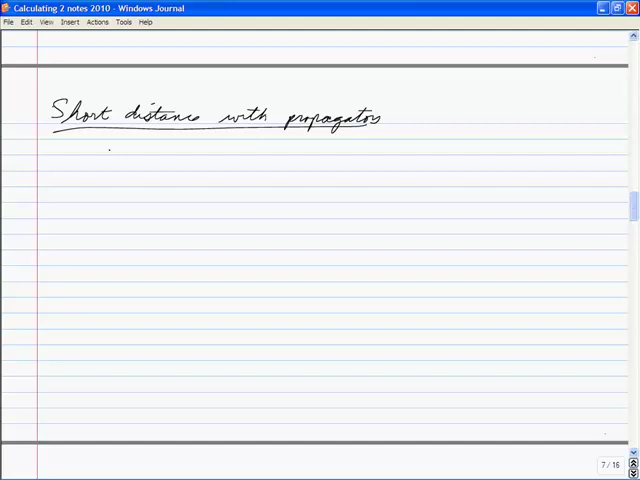 Calculating 2 notes 2010 - Windows Journal
File Edit View Insert Actions Tools Help
Short distance with propagators
7 / 16